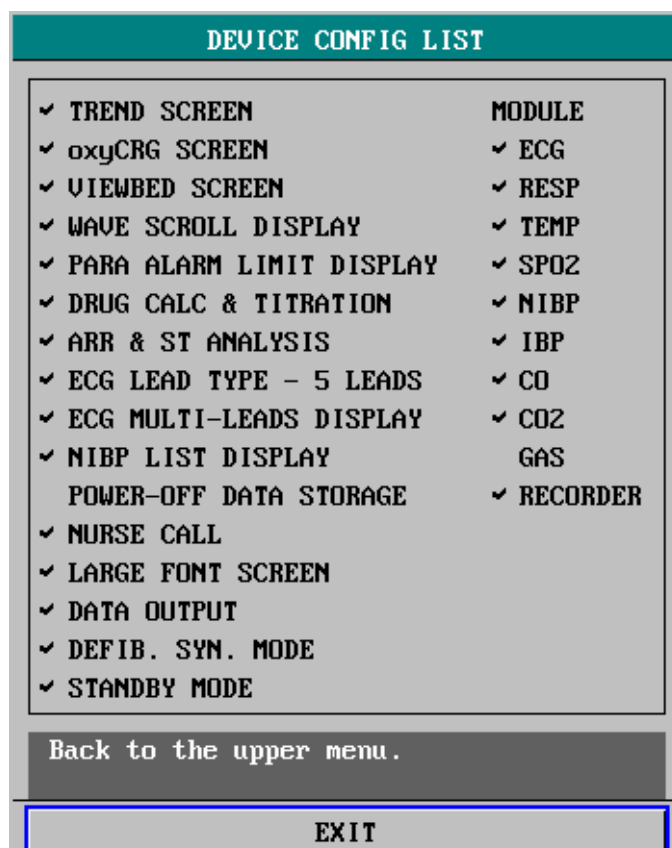 DEVICE CONFIG LIST
✓ TREND SCREEN MODULE
✓ oxyCRG SCREEN ✓ ECG
✓ VIEWBED SCREEN ✓ RESP
✓ WAVE SCROLL DISPLAY ✓ TEMP
✓ PARA ALARM LIMIT DISPLAY ✓ SPO2
✓ DRUG CALC & TITRATION ✓ NIBP
✓ ARR & ST ANALYSIS ✓ IBP
✓ ECG LEAD TYPE - 5 LEADS ✓ CO
✓ ECG MULTI-LEADS DISPLAY ✓ CO2
✓ NIBP LIST DISPLAY GAS
POWER-OFF DATA STORAGE ✓ RECORDER
✓ NURSE CALL
✓ LARGE FONT SCREEN
✓ DATA OUTPUT
✓ DEFIB. SYN. MODE
✓ STANDBY MODE
Back to the upper menu.
EXIT